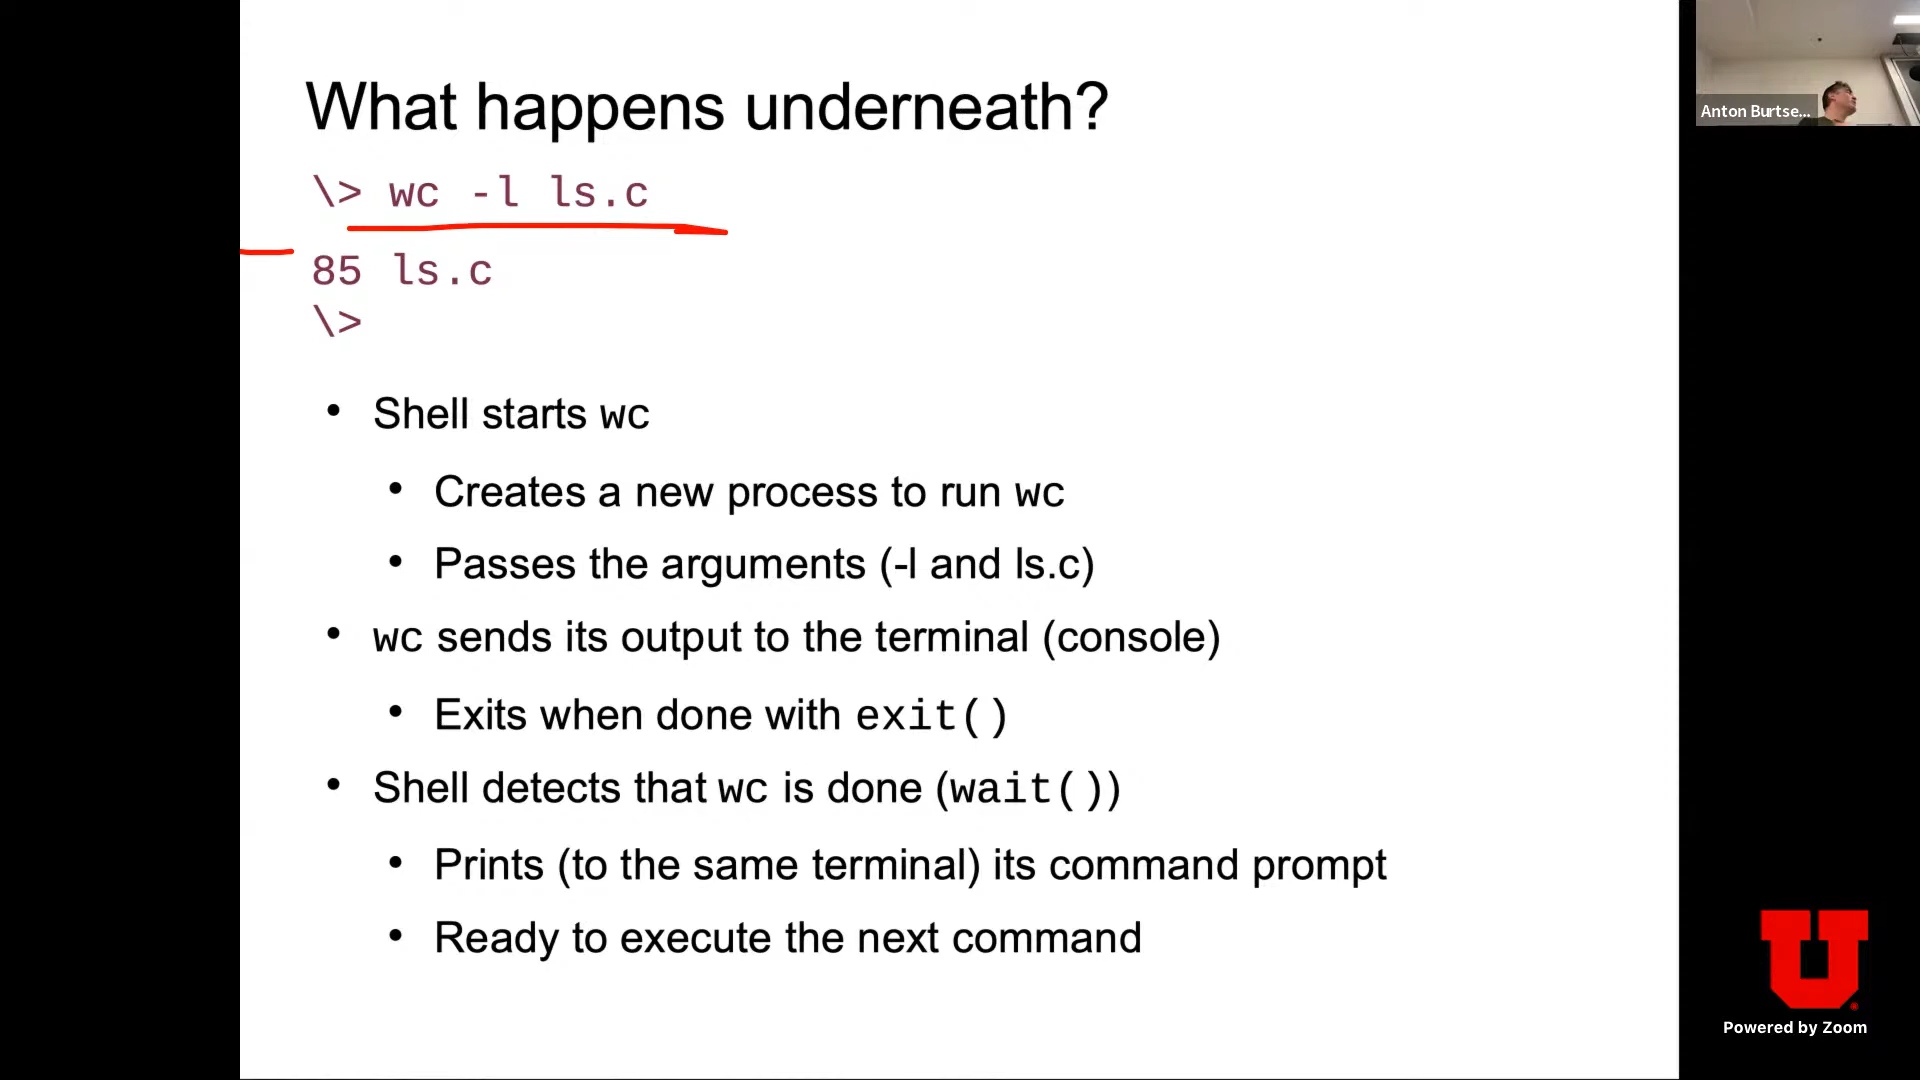 What happens underneath?
\> wc -l ls.c
85 ls.c
\>
• Shell starts wc
• Creates a new process to run wc
• Passes the arguments (-l and ls.c)
• wc sends its output to the terminal (console)
• Exits when done with exit()
• Shell detects that wc is done (wait())
• Prints (to the same terminal) its command prompt
• Ready to execute the next command
Anton Burtse...
U
Powered by Zoom